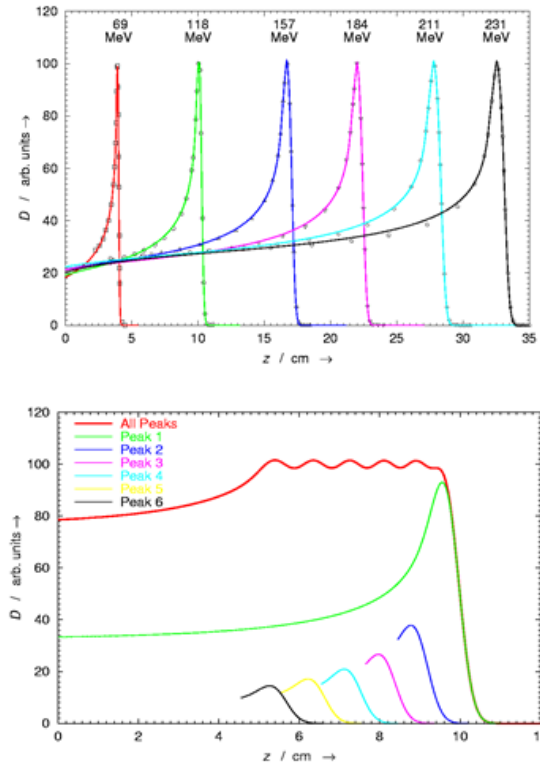 69 118 157 184 211 231
MeV MeV MeV MeV MeV MeV
120
100
80
60
40
20
0
D / arb. units →
0 5 10 15 20 25 30 35
z / cm →
120
100
80
60
40
20
0
D / arb. units →
All Peaks
Peak 1
Peak 2
Peak 3
Peak 4
Peak 5
Peak 6
0 2 4 6 8 10 12
z / cm →